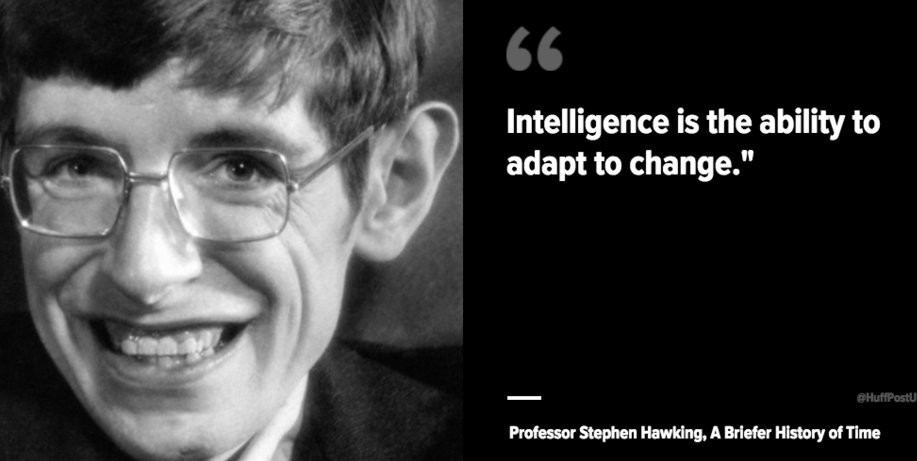 “
Intelligence is the ability to
adapt to change."
@HuffPostU
Professor Stephen Hawking, A Briefer History of Time